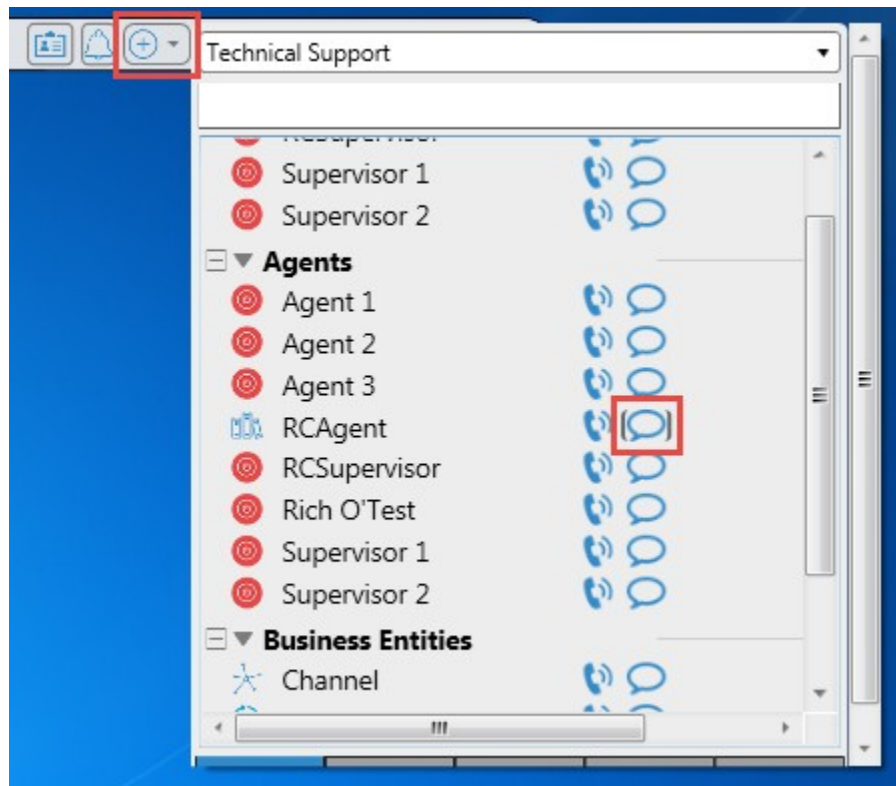 Technical Support
RCSupervisor
Supervisor 1
Supervisor 2
Agents
Agent 1
Agent 2
Agent 3
RCAgent
RCSupervisor
Rich O'Test
Supervisor 1
Supervisor 2
Business Entities
Channel